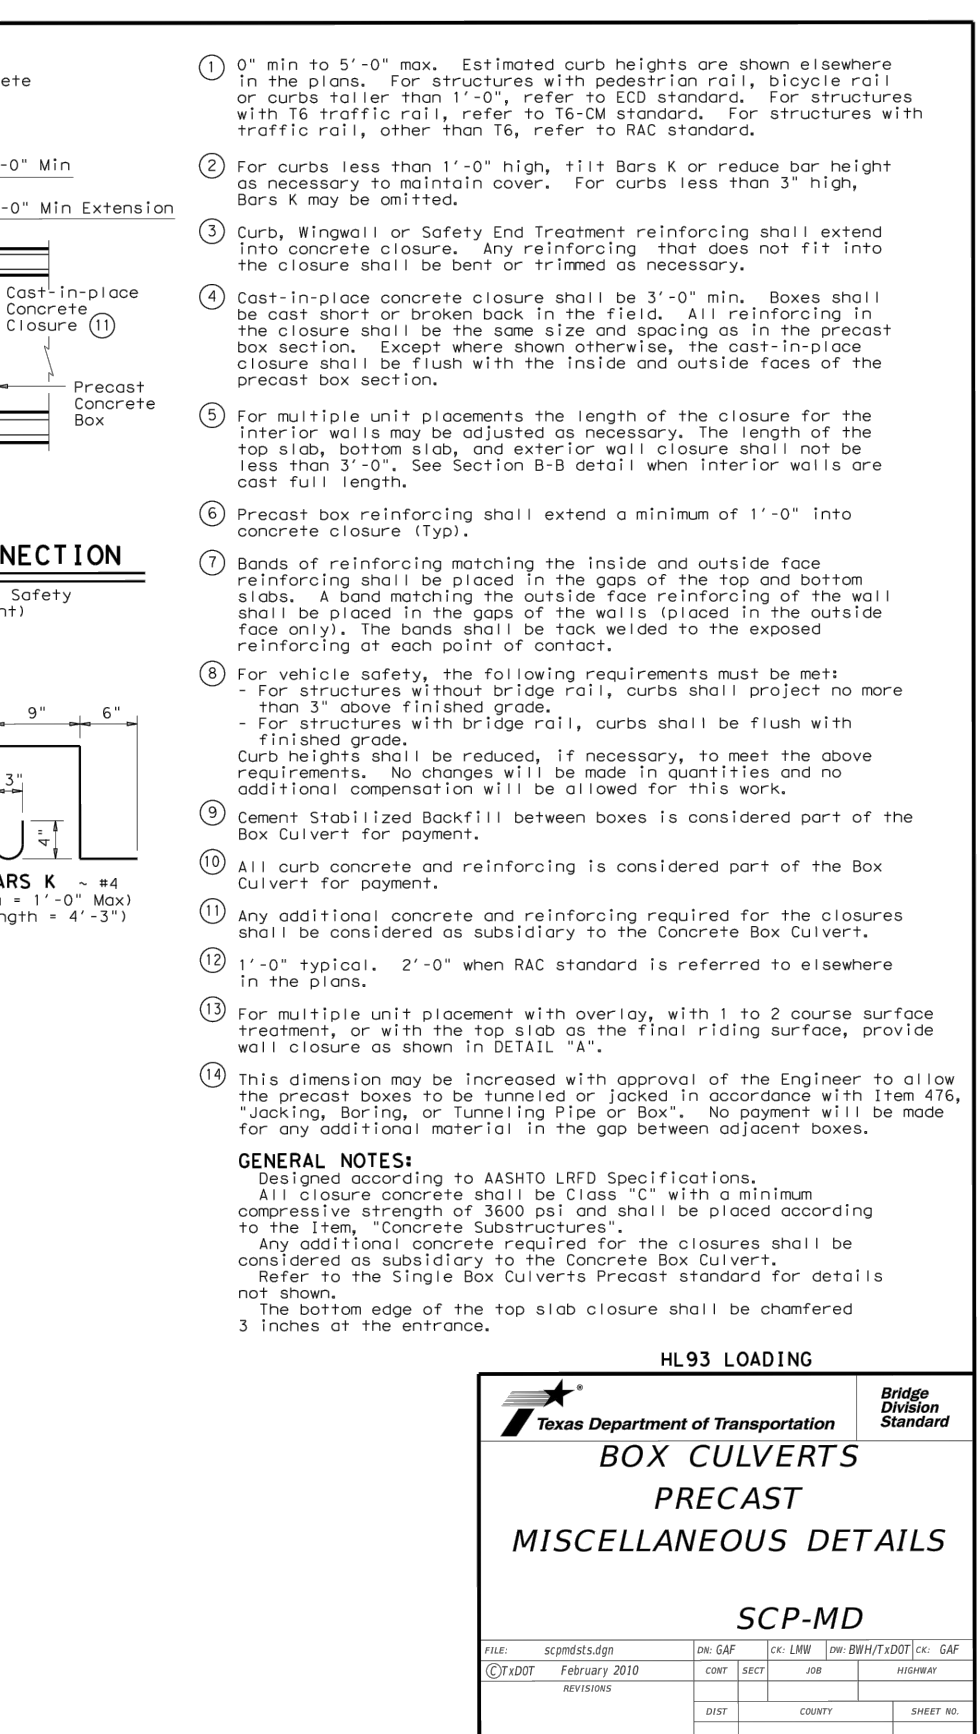 ete
-0" Min
-0" Min Extension
Cast-in-place
Concrete
Closure (11)
Precast
Concrete
Box
NECTION
Safety
nt)
9" 6"
3"
4"
ARS K ~ #4
= 1'-0" Max)
ngth = 4'-3")
(1) 0" min to 5'-0" max. Estimated curb heights are shown elsewhere
in the plans. For structures with pedestrian rail, bicycle rail
or curbs taller than 1'-0", refer to ECD standard. For structures
with T6 traffic rail, refer to T6-CM standard. For structures with
traffic rail, other than T6, refer to RAC standard.
(2) For curbs less than 1'-0" high, tilt Bars K or reduce bar height
as necessary to maintain cover. For curbs less than 3" high,
Bars K may be omitted.
(3) Curb, Wingwall or Safety End Treatment reinforcing shall extend
into concrete closure. Any reinforcing that does not fit into
the closure shall be bent or trimmed as necessary.
(4) Cast-in-place concrete closure shall be 3'-0" min. Boxes shall
be cast short or broken back in the field. All reinforcing in
the closure shall be the same size and spacing as in the precast
box section. Except where shown otherwise, the cast-in-place
closure shall be flush with the inside and outside faces of the
precast box section.
(5) For multiple unit placements the length of the closure for the
interior walls may be adjusted as necessary. The length of the
top slab, bottom slab, and exterior wall closure shall not be
less than 3'-0". See Section B-B detail when interior walls are
cast full length.
(6) Precast box reinforcing shall extend a minimum of 1'-0" into
concrete closure (Typ).
(7) Bands of reinforcing matching the inside and outside face
reinforcing shall be placed in the gaps of the top and bottom
slabs. A band matching the outside face reinforcing of the wall
shall be placed in the gaps of the walls (placed in the outside
face only). The bands shall be tack welded to the exposed
reinforcing at each point of contact.
(8) For vehicle safety, the following requirements must be met:
- For structures without bridge rail, curbs shall project no more
than 3" above finished grade.
- For structures with bridge rail, curbs shall be flush with
finished grade.
Curb heights shall be reduced, if necessary, to meet the above
requirements. No changes will be made in quantities and no
additional compensation will be allowed for this work.
(9) Cement Stabilized Backfill between boxes is considered part of the
Box Culvert for payment.
(10) All curb concrete and reinforcing is considered part of the Box
Culvert for payment.
(11) Any additional concrete and reinforcing required for the closures
shall be considered as subsidiary to the Concrete Box Culvert.
(12) 1'-0" typical. 2'-0" when RAC standard is referred to elsewhere
in the plans.
(13) For multiple unit placement with overlay, with 1 to 2 course surface
treatment, or with the top slab as the final riding surface, provide
wall closure as shown in DETAIL "A".
(14) This dimension may be increased with approval of the Engineer to allow
the precast boxes to be tunneled or jacked in accordance with Item 476,
"Jacking, Boring, or Tunneling Pipe or Box". No payment will be made
for any additional material in the gap between adjacent boxes.
GENERAL NOTES:
Designed according to AASHTO LRFD Specifications.
All closure concrete shall be Class "C" with a minimum
compressive strength of 3600 psi and shall be placed according
to the Item, "Concrete Substructures".
Any additional concrete required for the closures shall be
considered as subsidiary to the Concrete Box Culvert.
Refer to the Single Box Culverts Precast standard for details
not shown.
The bottom edge of the top slab closure shall be chamfered
3 inches at the entrance.
HL93 LOADING
®
Texas Department of Transportation
Bridge
Division
Standard
BOX CULVERTS
PRECAST
MISCELLANEOUS DETAILS
SCP-MD
FILE: scpmdsts.dgn DN: GAF CK: LMW DW: BWH/TxDOT CK: GAF
©TxDOT February 2010 CONT SECT JOB HIGHWAY
REVISIONS
DIST COUNTY SHEET NO.